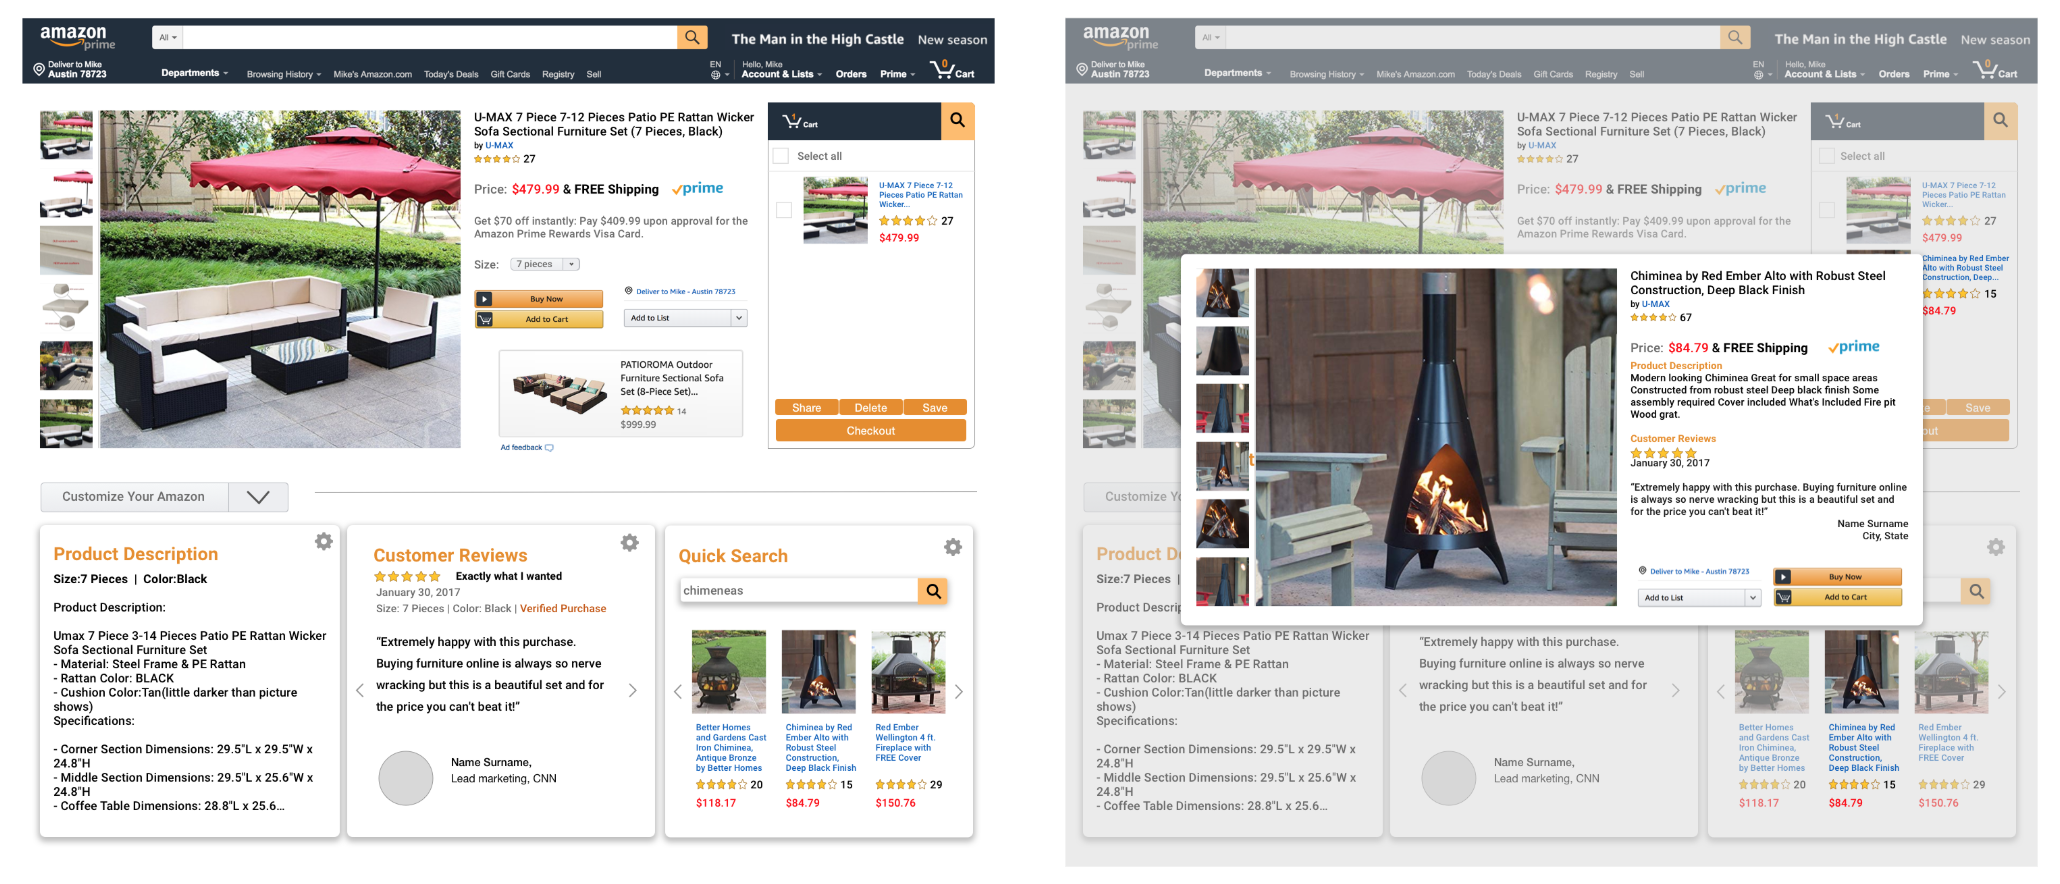 amazon
prime
All
The Man in the High Castle New season
Deliver to Mike
Austin 78723
Departments
Browsing History
Mike's Amazon.com
Today's Deals
Gift Cards
Registry
Sell
EN
Hello, Mike
Account & Lists
Orders
Prime
0
Cart
U-MAX 7 Piece 7-12 Pieces Patio PE Rattan Wicker
Sofa Sectional Furniture Set (7 Pieces, Black)
by U-MAX
27
Price: $479.99 & FREE Shipping prime
Get $70 off instantly: Pay $409.99 upon approval for the
Amazon Prime Rewards Visa Card.
Size: 7 pieces
Buy Now
Add to Cart
Deliver to Mike - Austin 78723
Add to List
PATIOROMA Outdoor
Furniture Sectional Sofa
Set (8-Piece Set)...
14
$999.99
Ad feedback
1
Cart
Select all
U-MAX 7 Piece 7-12
Pieces Patio PE Rattan
Wicker...
27
$479.99
Share
Delete
Save
Checkout
Customize Your Amazon
Product Description
Size:7 Pieces | Color:Black
Product Description:
Umax 7 Piece 3-14 Pieces Patio PE Rattan Wicker
Sofa Sectional Furniture Set
- Material: Steel Frame & PE Rattan
- Rattan Color: BLACK
- Cushion Color:Tan(little darker than picture
shows)
Specifications:
- Corner Section Dimensions: 29.5"L x 29.5"W x
24.8"H
- Middle Section Dimensions: 29.5"L x 25.6"W x
24.8"H
- Coffee Table Dimensions: 28.8"L x 25.6...
Customer Reviews
Exactly what I wanted
January 30, 2017
Size: 7 Pieces | Color: Black | Verified Purchase
“Extremely happy with this purchase.
Buying furniture online is always so nerve
wracking but this is a beautiful set and for
the price you can't beat it!”
Name Surname,
Lead marketing, CNN
Quick Search
chimeneas
Better Homes
and Gardens Cast
Iron Chiminea,
Antique Bronze
by Better Homes
20
$118.17
Chiminea by Red
Ember Alto with
Robust Steel
Construction,
Deep Black Finish
15
$84.79
Red Ember
Wellington 4 ft.
Fireplace with
FREE Cover
29
$150.76
amazon
prime
All
The Man in the High Castle New season
Deliver to Mike
Austin 78723
Departments
Browsing History
Mike's Amazon.com
Today's Deals
Gift Cards
Registry
Sell
EN
Hello, Mike
Account & Lists
Orders
Prime
0
Cart
U-MAX 7 Piece 7-12 Pieces Patio PE Rattan Wicker
Sofa Sectional Furniture Set (7 Pieces, Black)
by U-MAX
27
Price: $479.99 & FREE Shipping prime
Get $70 off instantly: Pay $409.99 upon approval for the
Amazon Prime Rewards Visa Card.
Cart
Select all
U-MAX 7 Piece 7-12
Pieces Patio PE Rattan
Wicker...
27
$479.99
Chiminea by Red Ember
Alto with Robust Steel
Construction, Deep...
15
$84.79
Save
Chiminea by Red Ember Alto with Robust Steel
Construction, Deep Black Finish
by U-MAX
67
Price: $84.79 & FREE Shipping prime
Product Description
Modern looking Chiminea Great for small space areas
Constructed from robust steel Deep black finish Some
assembly required Cover included What's Included Fire pit
Wood grat.
Customer Reviews
January 30, 2017
“Extremely happy with this purchase. Buying furniture online
is always so nerve wracking but this is a beautiful set and
for the price you can't beat it!”
Name Surname
City, State
Deliver to Mike - Austin 78723
Add to List
Buy Now
Add to Cart
Customize Yo
Product D
Size:7 Pieces |
Product Descrip
Umax 7 Piece 3-14 Pieces Patio PE Rattan Wicker
Sofa Sectional Furniture Set
- Material: Steel Frame & PE Rattan
- Rattan Color: BLACK
- Cushion Color:Tan(little darker than picture
shows)
Specifications:
- Corner Section Dimensions: 29.5"L x 29.5"W x
24.8"H
- Middle Section Dimensions: 29.5"L x 25.6"W x
24.8"H
- Coffee Table Dimensions: 28.8"L x 25.6...
“Extremely happy with this purchase.
Buying furniture online is always so nerve
wracking but this is a beautiful set and for
the price you can't beat it!”
Name Surname,
Lead marketing, CNN
Better Homes
and Gardens Cast
Iron Chiminea,
Antique Bronze
by Better Homes
20
$118.17
Chiminea by Red
Ember Alto with
Robust Steel
Construction,
Deep Black Finish
15
$84.79
Red Ember
Wellington 4 ft.
Fireplace with
FREE Cover
29
$150.76